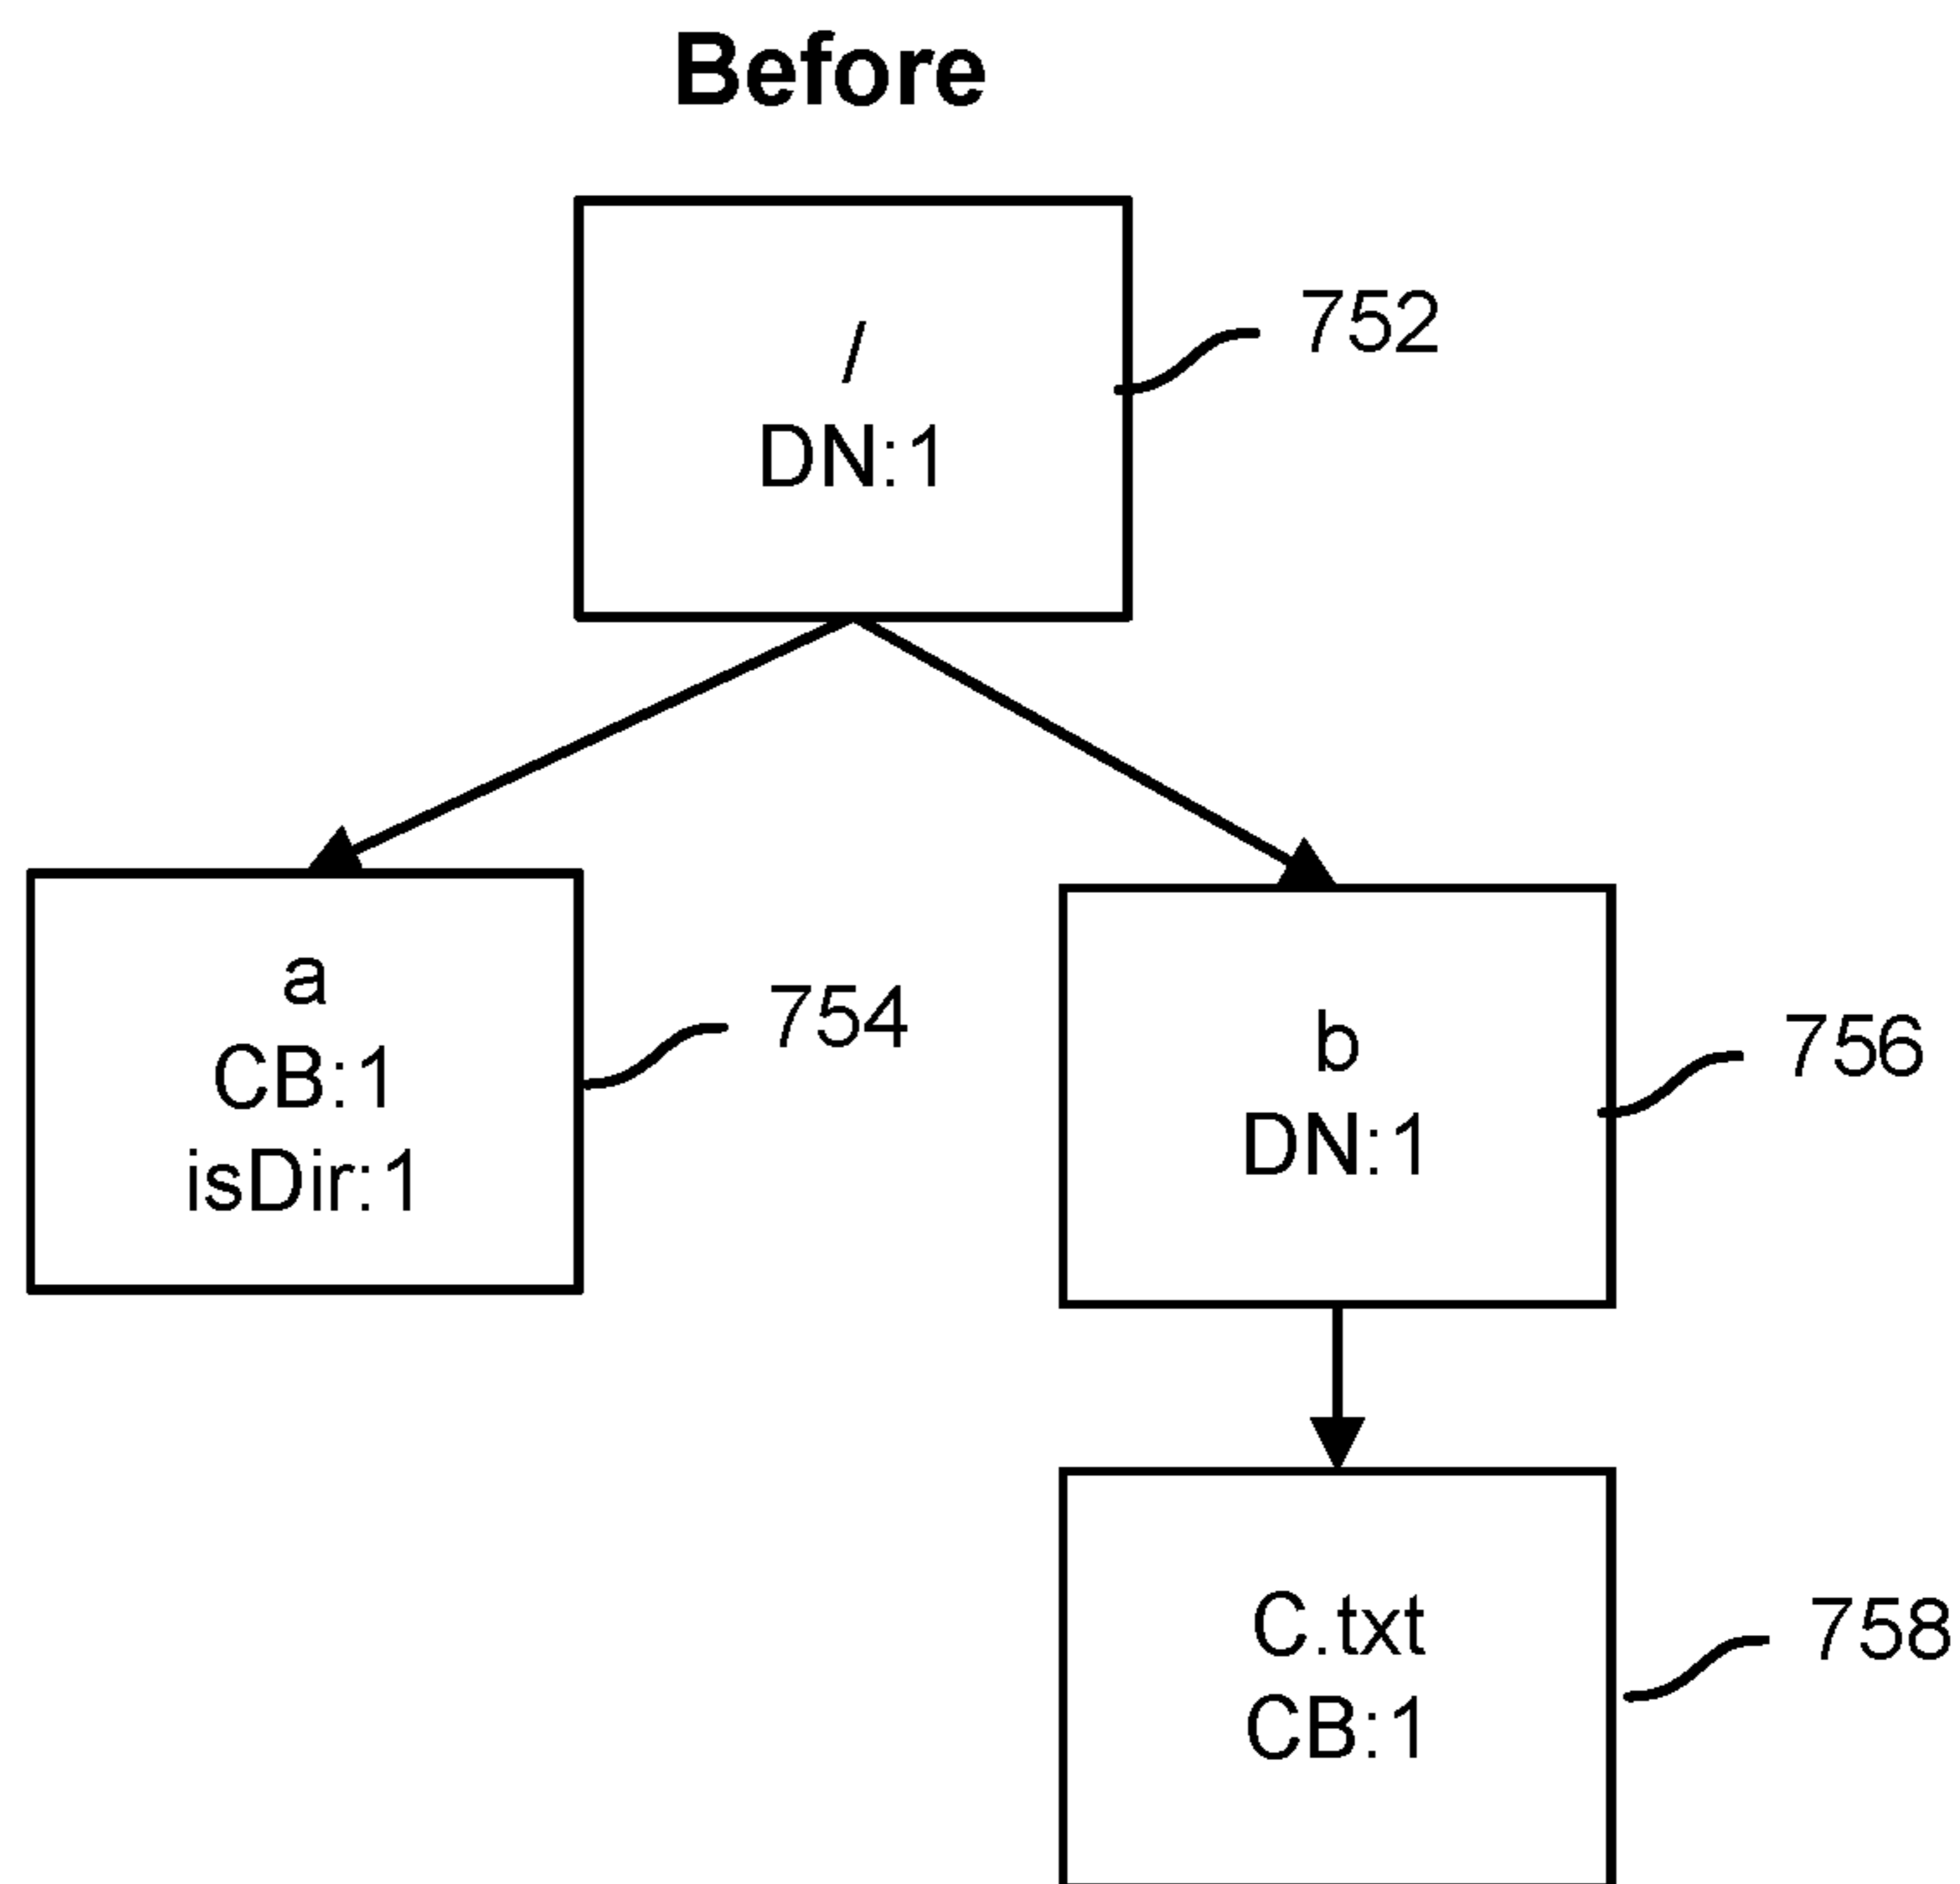 Before
/
DN:1
752
a
CB:1
isDir:1
754
b
DN:1
756
C.txt
CB:1
758